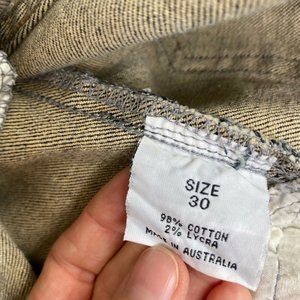 SIZE
30
98% COTTON
2% LYCRA
MADE IN AUSTRALIA